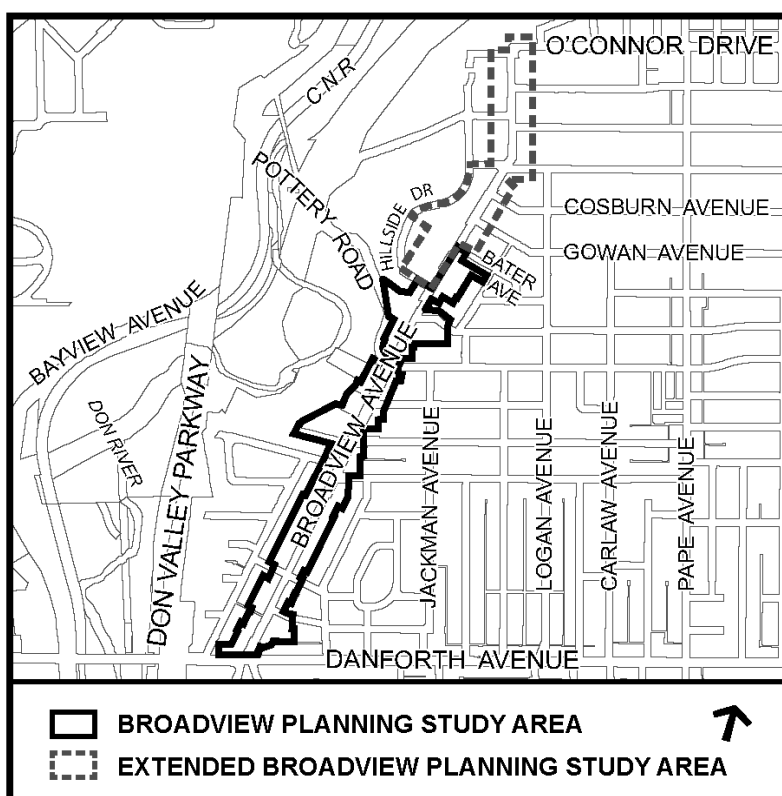 O'CONNOR DRIVE
C.N.R
POTTERY ROAD
HILLSIDE DR
COSBURN AVENUE
GOWAN AVENUE
BATER
AVE
BAYVIEW AVENUE
DON RIVER
DON VALLEY PARKWAY
BROADVIEW AVENUE
JACKMAN AVENUE
LOGAN AVENUE
CARLAW AVENUE
PAPE AVENUE
DANFORTH AVENUE
BROADVIEW PLANNING STUDY AREA
EXTENDED BROADVIEW PLANNING STUDY AREA